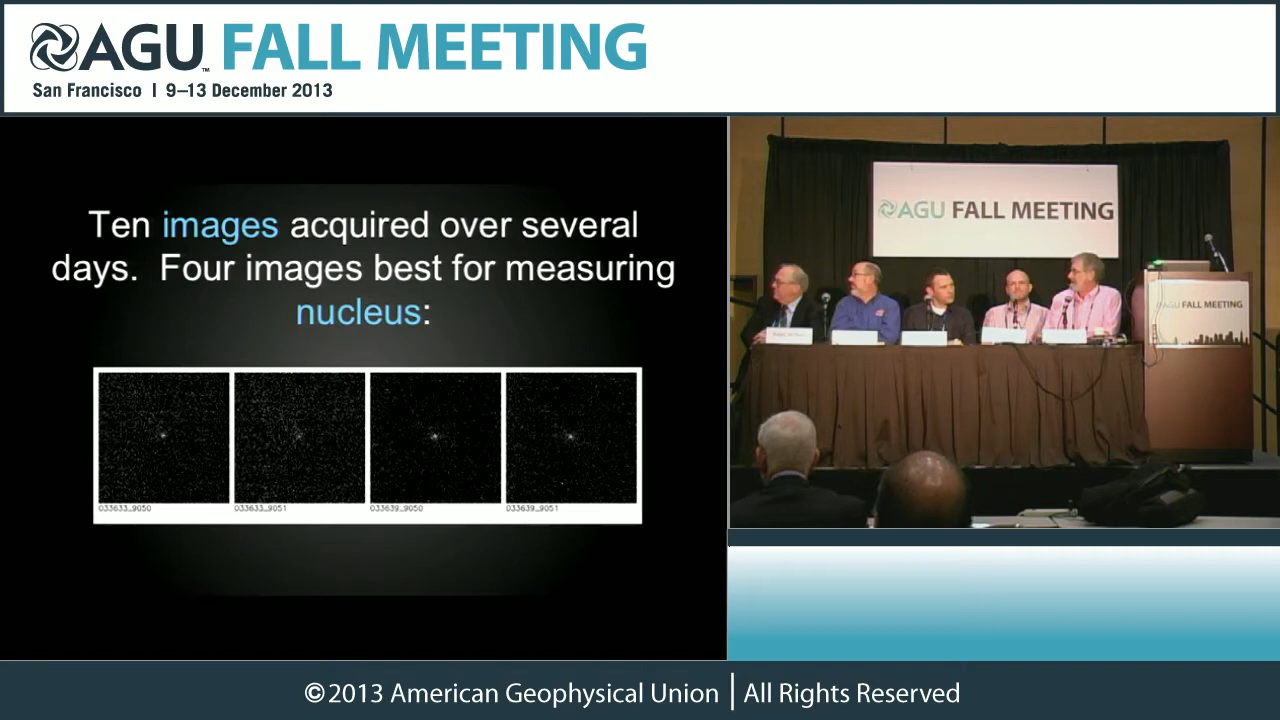 AGU FALL MEETING
San Francisco | 9–13 December 2013
Ten images acquired over several
days. Four images best for measuring
nucleus:
033633_9050 033633_9051 033639_9050 033639_9051
AGU FALL MEETING
AGU FALL MEETING
©2013 American Geophysical Union | All Rights Reserved